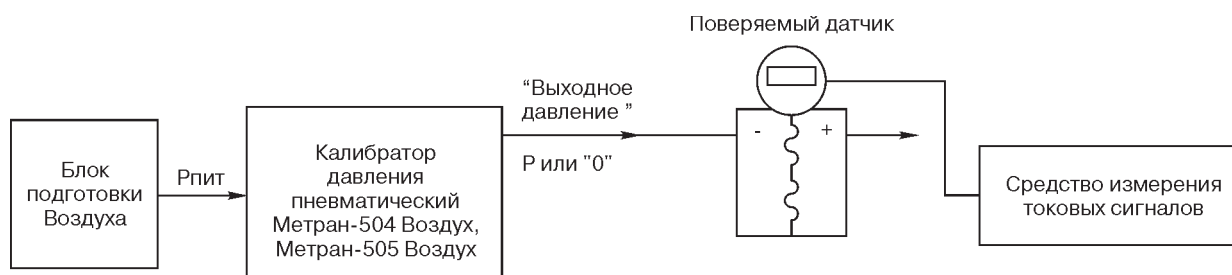 Поверяемый датчик
“Выходное
давление ”
Р или "0"
- +
Блок
подготовки
Воздуха
Рпит
Калибратор
давления
пневматический
Метран-504 Воздух,
Метран-505 Воздух
Средство измерения
токовых сигналов